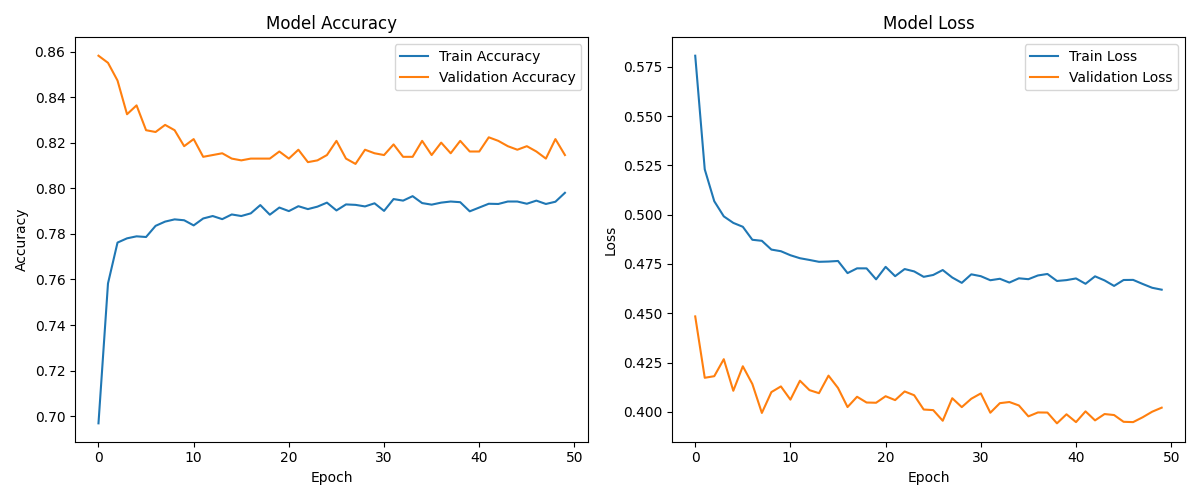 Model Accuracy
Train Accuracy
Validation Accuracy
0.86
0.84
0.82
0.80
0.78
0.76
0.74
0.72
0.70
Accuracy
0 10 20 30 40 50
Epoch
Model Loss
Train Loss
Validation Loss
0.575
0.550
0.525
0.500
0.475
0.450
0.425
0.400
Loss
0 10 20 30 40 50
Epoch